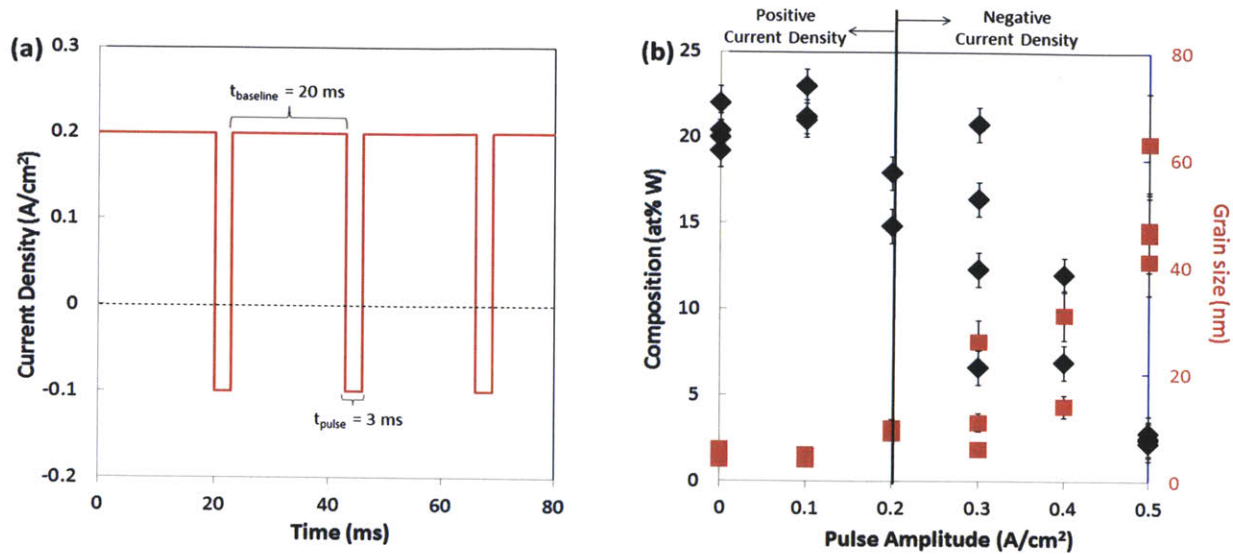 (a)
0.3
0.2
0.1
0
-0.1
-0.2
Current Density (A/cm²)
t_baseline = 20 ms
t_pulse = 3 ms
0 20 40 60 80
Time (ms)
Positive Current Density
Negative Current Density
(b)
25
20
15
10
5
0
Composition (at% W)
80
60
40
20
0
Grain size (nm)
0 0.1 0.2 0.3 0.4 0.5
Pulse Amplitude (A/cm²)